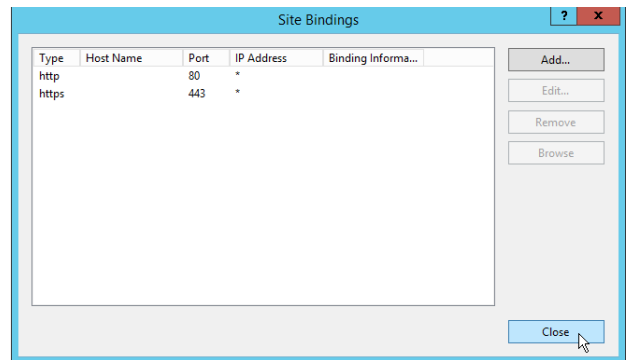 Site Bindings
? x
Type Host Name Port IP Address Binding Informa...
http 80 *
https 443 *
Add...
Edit...
Remove
Browse
Close